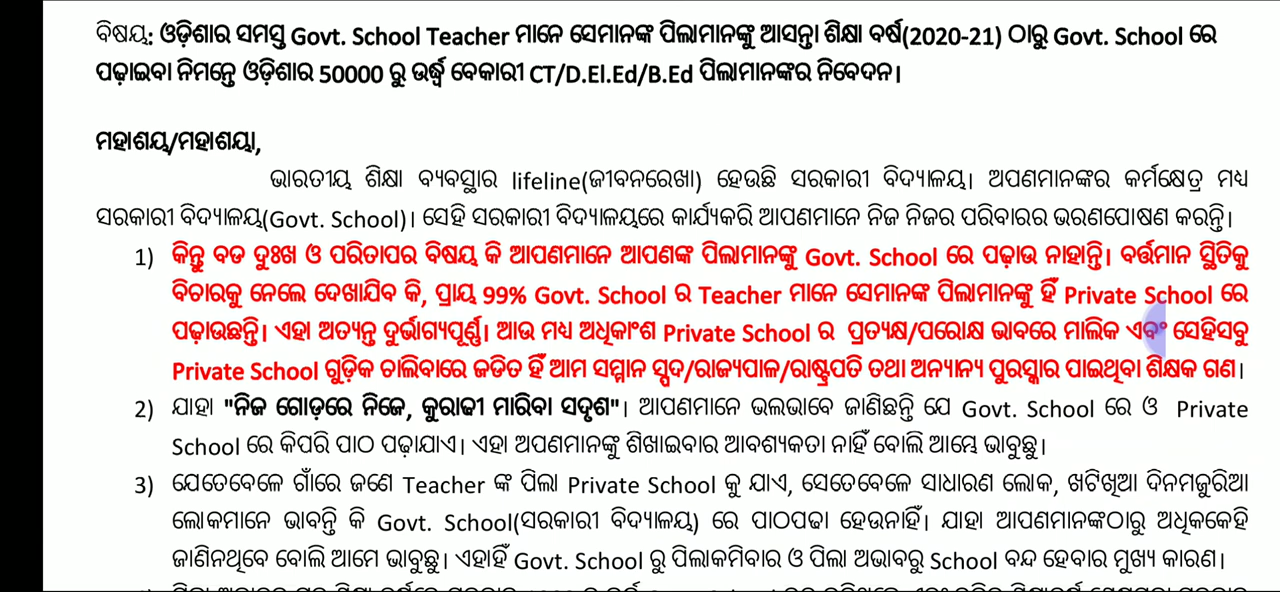 ବିଷୟ: ଓଡ଼ିଶାର ସମସ୍ତ Govt. School Teacher ମାନେ ସେମାନଙ୍କ ପିଲାମାନଙ୍କୁ ଆସନ୍ତା ଶିକ୍ଷା ବର୍ଷ(2020-21) ଠାରୁ Govt. School ରେ
ପଢ଼ାଇବା ନିମନ୍ତେ ଓଡ଼ିଶାର 50000 ରୁ ଉର୍ଦ୍ଧ୍ୱ ବେକାରୀ CT/D.El.Ed/B.Ed ପିଲାମାନଙ୍କର ନିବେଦନ।
ମହାଶୟ/ମହାଶୟା,
ଭାରତୀୟ ଶିକ୍ଷା ବ୍ୟବସ୍ଥାର lifeline(ଜୀବନରେଖା) ହେଉଛି ସରକାରୀ ବିଦ୍ୟାଳୟ। ଅପଣମାନଙ୍କର କର୍ମକ୍ଷେତ୍ର ମଧ୍ୟ
ସରକାରୀ ବିଦ୍ୟାଳୟ(Govt. School)। ସେହି ସରକାରୀ ବିଦ୍ୟାଳୟରେ କାର୍ଯ୍ୟକରି ଆପଣମାନେ ନିଜ ନିଜର ପରିବାରର ଭରଣପୋଷଣ କରନ୍ତି।
1) କିନ୍ତୁ ବଡ ଦୁଃଖ ଓ ପରିତାପର ବିଷୟ କି ଆପଣମାନେ ଆପଣଙ୍କ ପିଲାମାନଙ୍କୁ Govt. School ରେ ପଢ଼ାଉ ନାହାନ୍ତି। ବର୍ତ୍ତମାନ ସ୍ଥିତିକୁ
ବିଚାରକୁ ନେଲେ ଦେଖାଯିବ କି, ପ୍ରାୟ 99% Govt. School ର Teacher ମାନେ ସେମାନଙ୍କ ପିଲାମାନଙ୍କୁ ହିଁ Private School ରେ
ପଢ଼ାଉଛନ୍ତି। ଏହା ଅତ୍ୟନ୍ତ ଦୁର୍ଭାଗ୍ୟପୂର୍ଣ୍ଣ। ଆଉ ମଧ୍ୟ ଅଧିକାଂଶ Private School ର ପ୍ରତ୍ୟକ୍ଷ/ପରୋକ୍ଷ ଭାବରେ ମାଲିକ ଏବଂ ସେହିସବୁ
Private School ଗୁଡ଼ିକ ଚାଲିବାରେ ଜଡିତ ହିଁ ଆମ ସମ୍ମାନ ସ୍ପଦ/ରାଜ୍ୟପାଳ/ରାଷ୍ଟ୍ରପତି ତଥା ଅନ୍ୟାନ୍ୟ ପୁରସ୍କାର ପାଇଥିବା ଶିକ୍ଷକ ଗଣ।
2) ଯାହା "ନିଜ ଗୋଡ଼ରେ ନିଜେ, କୁରାଢୀ ମାରିବା ସଦୃଶ"। ଆପଣମାନେ ଭଲଭାବେ ଜାଣିଛନ୍ତି ଯେ Govt. School ରେ ଓ Private
School ରେ କିପରି ପାଠ ପଢ଼ାଯାଏ। ଏହା ଅପଣମାନଙ୍କୁ ଶିଖାଇବାର ଆବଶ୍ୟକତା ନାହିଁ ବୋଲି ଆମ୍ଭେ ଭାବୁଛୁ।
3) ଯେତେବେଳେ ଗାଁରେ ଜଣେ Teacher ଙ୍କ ପିଲା Private School କୁ ଯାଏ, ସେତେବେଳେ ସାଧାରଣ ଲୋକ, ଖଟିଖିଆ ଦିନମଜୁରିଆ
ଲୋକମାନେ ଭାବନ୍ତି କି Govt. School(ସରକାରୀ ବିଦ୍ୟାଳୟ) ରେ ପାଠପଢା ହେଉନାହିଁ। ଯାହା ଆପଣମାନଙ୍କଠାରୁ ଅଧିକକେହି
ଜାଣିନଥିବେ ବୋଲି ଆମେ ଭାବୁଛୁ। ଏହାହିଁ Govt. School ରୁ ପିଲାକମିବାର ଓ ପିଲା ଅଭାବରୁ School ବନ୍ଦ ହେବାର ମୁଖ୍ୟ କାରଣ।